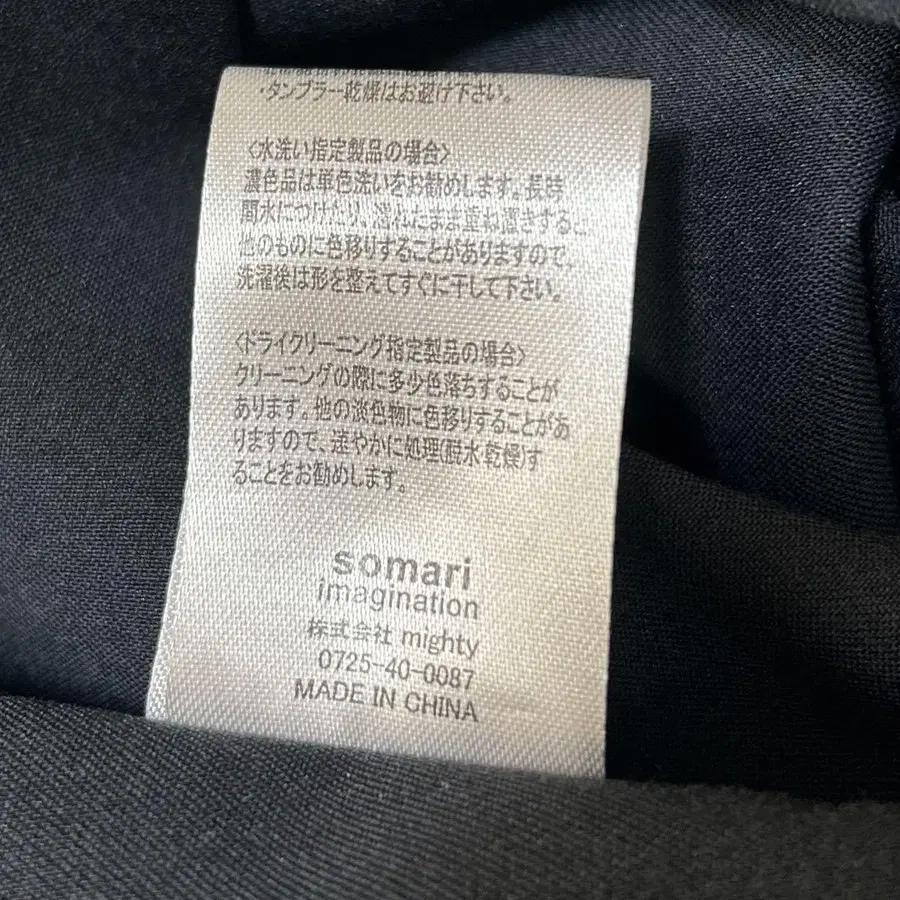 ・タンブラー乾燥はお避け下さい。
〈水洗い指定製品の場合〉
濃色品は単色洗いをお勧めします。長時
間水につけたり、濡れたまま重ね置きすると
他のものに色移りすることがありますので、
洗濯後は形を整えてすぐに干して下さい。
〈ドライクリーニング指定製品の場合〉
クリーニングの際に多少色落ちすることが
あります。他の淡色物に色移りすることがあ
りますので、速やかに処理(脱水乾燥)す
ることをお勧めします。
somari
imagination
株式会社 mighty
0725-40-0087
MADE IN CHINA